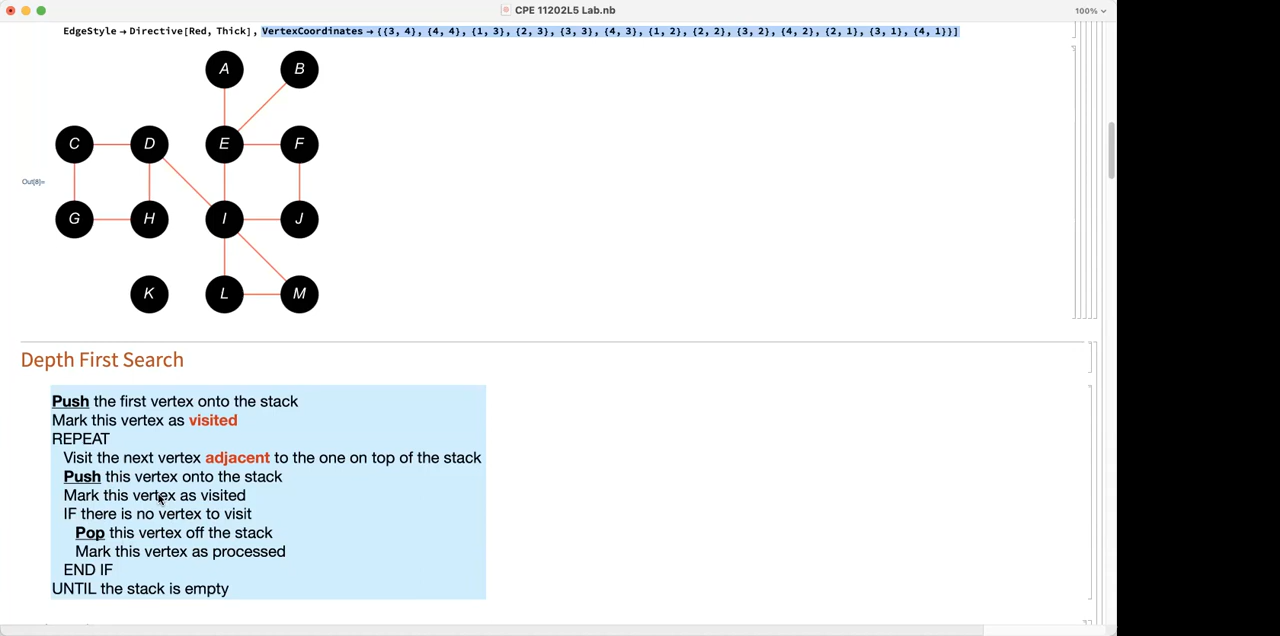 CPE 11202L5 Lab.nb
100%
EdgeStyle → Directive[Red, Thick], VertexCoordinates → {{3, 4}, {4, 4}, {1, 3}, {2, 3}, {3, 3}, {4, 3}, {1, 2}, {2, 2}, {3, 2}, {4, 2}, {2, 1}, {3, 1}, {4, 1}}]
A B
C D E F
Out[8]=
G H I J
K L M
Depth First Search
Push the first vertex onto the stack
Mark this vertex as visited
REPEAT
Visit the next vertex adjacent to the one on top of the stack
Push this vertex onto the stack
Mark this vertex as visited
IF there is no vertex to visit
Pop this vertex off the stack
Mark this vertex as processed
END IF
UNTIL the stack is empty